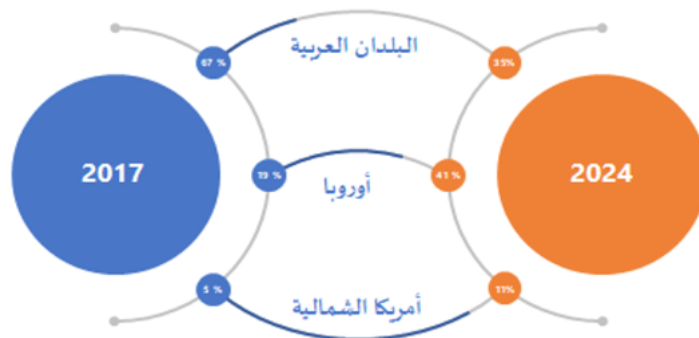 البلدان العربية
67 %
35%
2017
2024
19 %
41 %
أوروبا
5 %
11%
أمريكا الشمالية